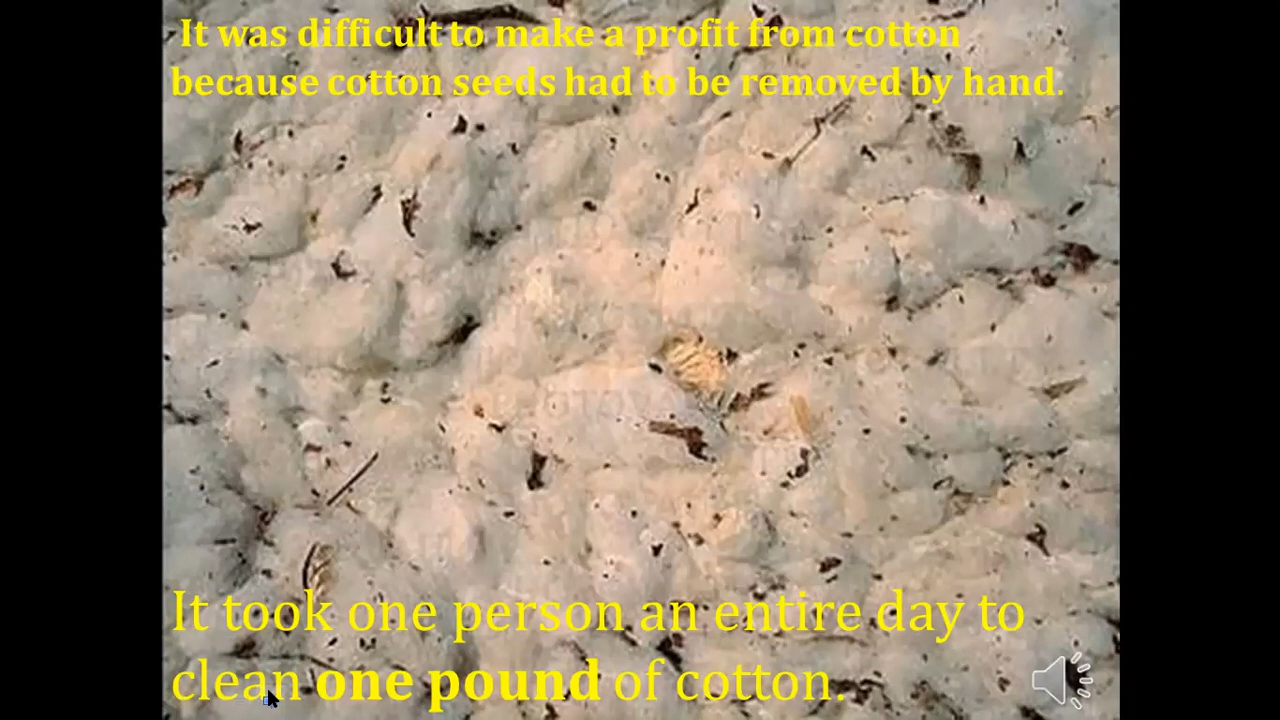 It was difficult to make a profit from cotton
because cotton seeds had to be removed by hand.
It took one person an entire day to
clean one pound of cotton.